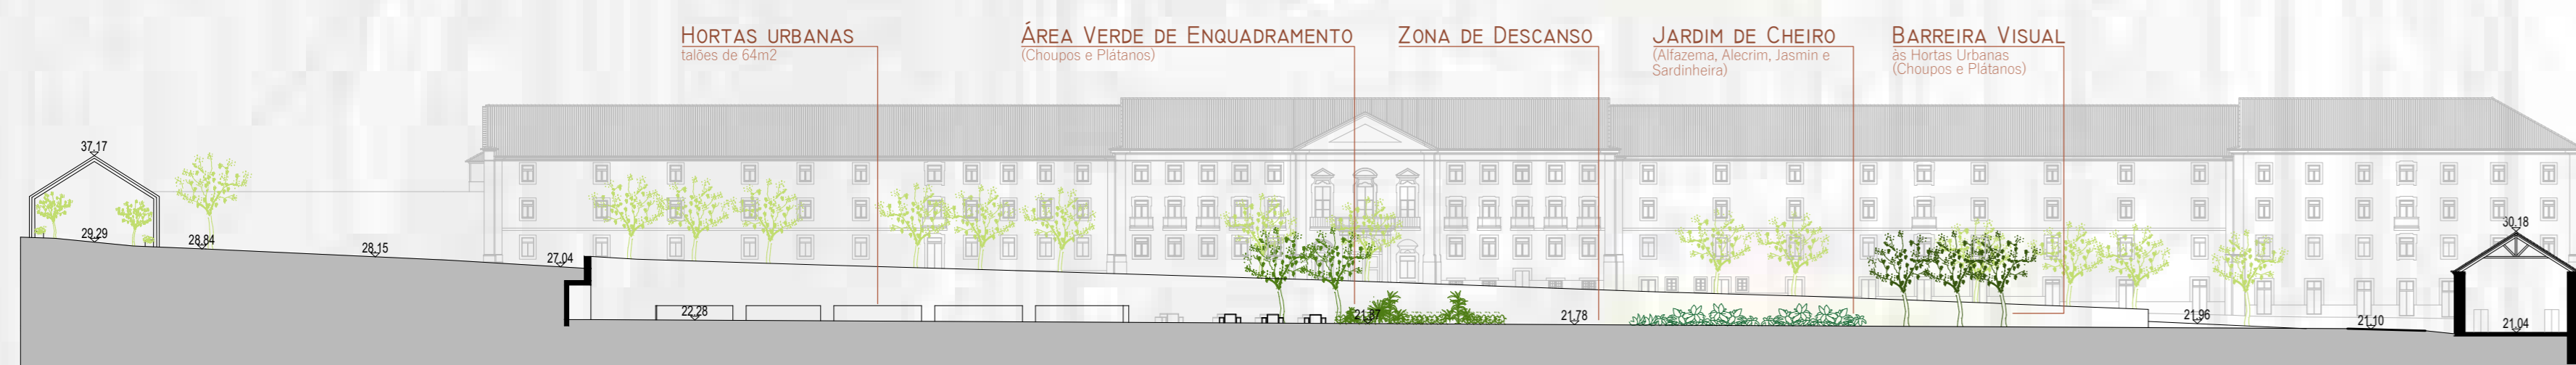 HORTAS URBANAS
talões de 64m2
ÁREA VERDE DE ENQUADRAMENTO
(Choupos e Plátanos)
ZONA DE DESCANSO
JARDIM DE CHEIRO
(Alfazema, Alecrim, Jasmin e
Sardinheira)
BARREIRA VISUAL
às Hortas Urbanas
(Choupos e Plátanos)
37.17
29.29
28.84
28.15
27.04
22.28
21.87
21.78
21.96
21.10
30.18
21.04